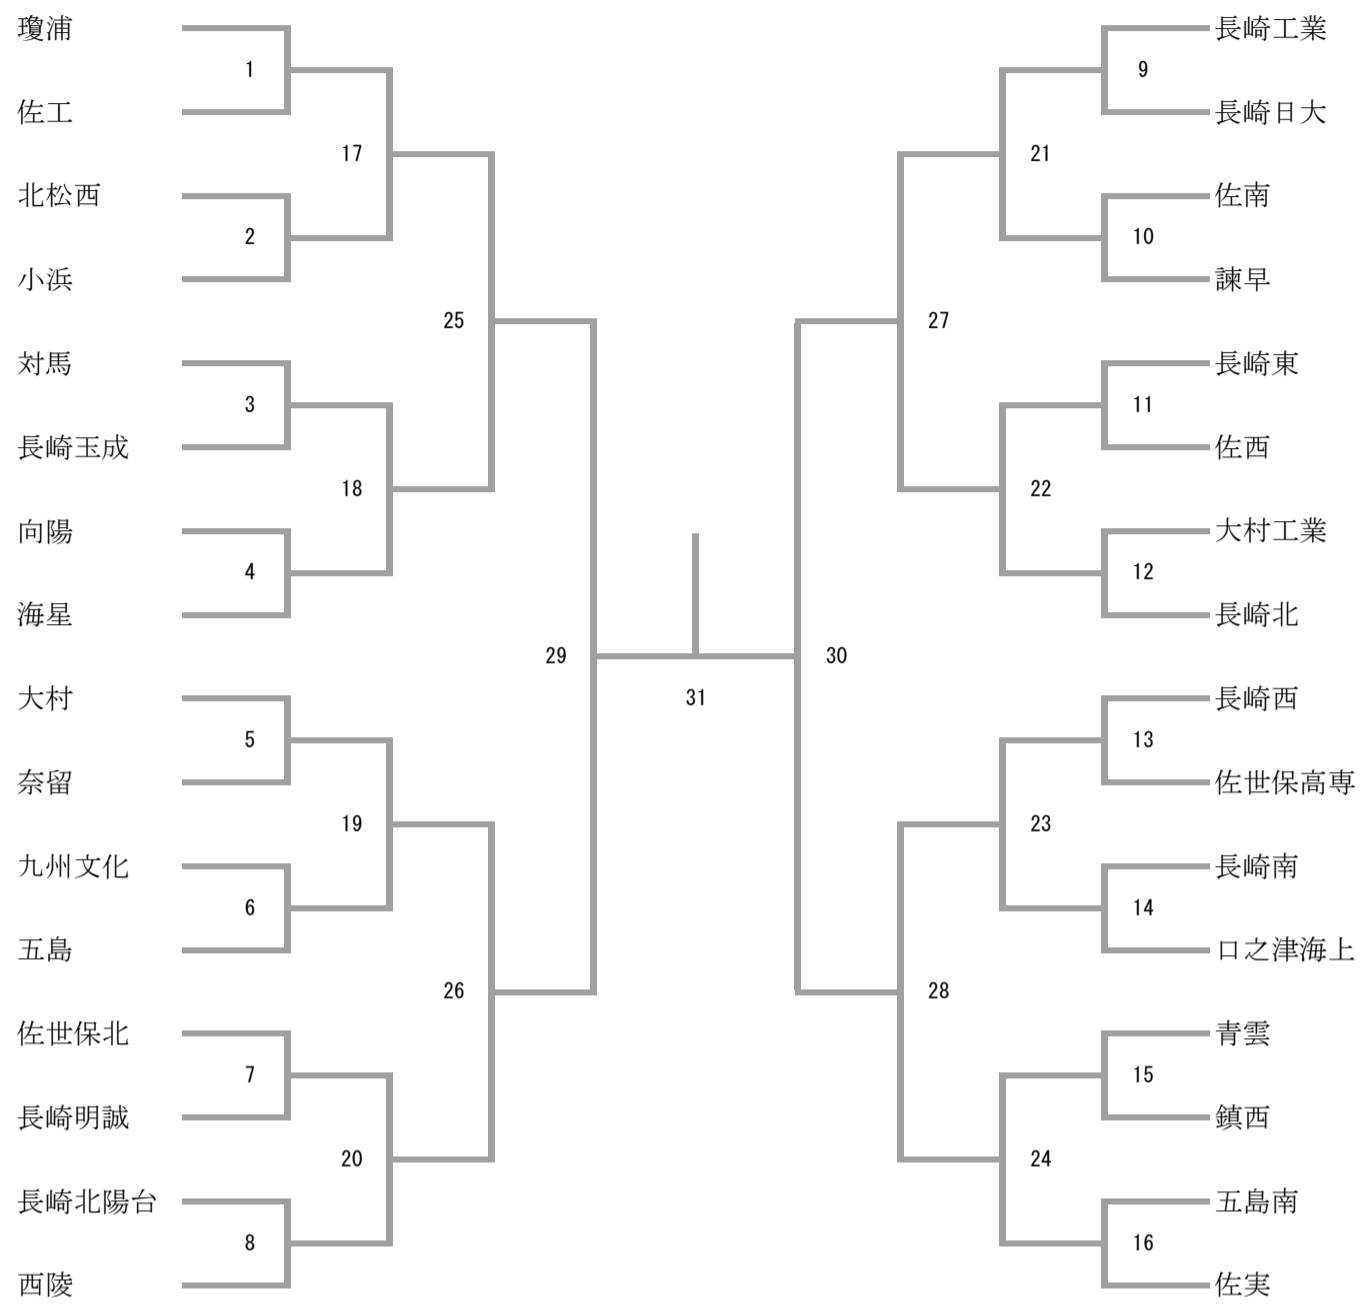 瓊浦
1
佐工
17
北松西
2
小浜
25
対馬
3
長崎玉成
18
向陽
4
海星
29
大村
5
奈留
19
九州文化
6
五島
26
佐世保北
7
長崎明誠
20
長崎北陽台
8
西陵
31
長崎工業
9
長崎日大
21
佐南
10
諫早
27
長崎東
11
佐西
22
大村工業
12
長崎北
30
長崎西
13
佐世保高専
23
長崎南
14
口之津海上
28
青雲
15
鎮西
24
五島南
16
佐実